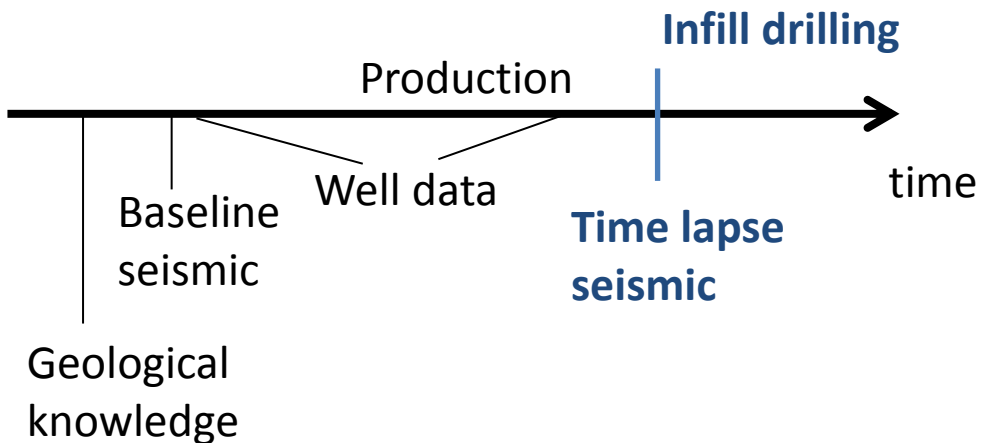 Infill drilling
Production
time
Well data
Baseline
seismic
Time lapse
seismic
Geological
knowledge